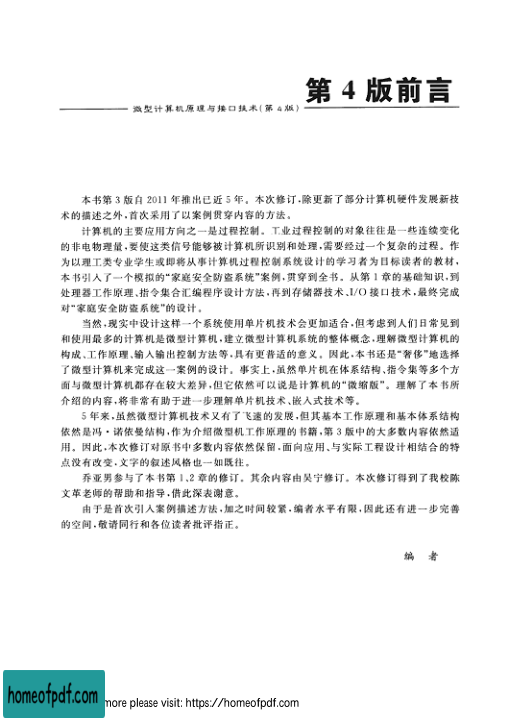 第 4 版前言
微型计算机原理与接口技术(第 4 版)
本书第 3 版自 2011 年推出已近 5 年。本次修订,除更新了部分计算机硬件发展新技
术的描述之外,首次采用了以案例贯穿内容的方法。
计算机的主要应用方向之一是过程控制。工业过程控制的对象往往是一些连续变化
的非电物理量,要使这类信号能够被计算机所识别和处理,需要经过一个复杂的过程。作
为以理工类专业学生或即将从事计算机过程控制系统设计的学习者为目标读者的教材,
本书引入了一个模拟的“家庭安全防盗系统”案例,贯穿到全书。从第 1 章的基础知识,到
处理器工作原理、指令集合汇编程序设计方法,再到存储器技术、I/O 接口技术,最终完成
对“家庭安全防盗系统”的设计。
当然,现实中设计这样一个系统使用单片机技术会更加适合,但考虑到人们日常见到
和使用最多的计算机是微型计算机,建立微型计算机系统的整体概念,理解微型计算机的
构成、工作原理、输入输出控制方法等,具有更普适的意义。因此,本书还是“奢侈”地选择
了微型计算机来完成这一案例的设计。事实上,虽然单片机在体系结构、指令集等多个方
面与微型计算机都存在较大差异,但它依然可以说是计算机的“微缩版”。理解了本书所
介绍的内容,将非常有助于进一步理解单片机技术、嵌入式技术等。
5 年来,虽然微型计算机技术又有了飞速的发展,但其基本工作原理和基本体系结构
依然是冯·诺依曼结构,作为介绍微型机工作原理的书籍,第 3 版中的大多数内容依然适
用。因此,本次修订对原书中多数内容依然保留,面向应用、与实际工程设计相结合的特
点没有改变,文字的叙述风格也一如既往。
乔亚男参与了本书第 1、2 章的修订。其余内容由吴宁修订。本次修订得到了我校陈
文革老师的帮助和指导,借此深表谢意。
由于是首次引入案例描述方法,加之时间较紧,编者水平有限,因此还有进一步完善
的空间,敬请同行和各位读者批评指正。
编 者
homeofpdf.com
more please visit: https://homeofpdf.com